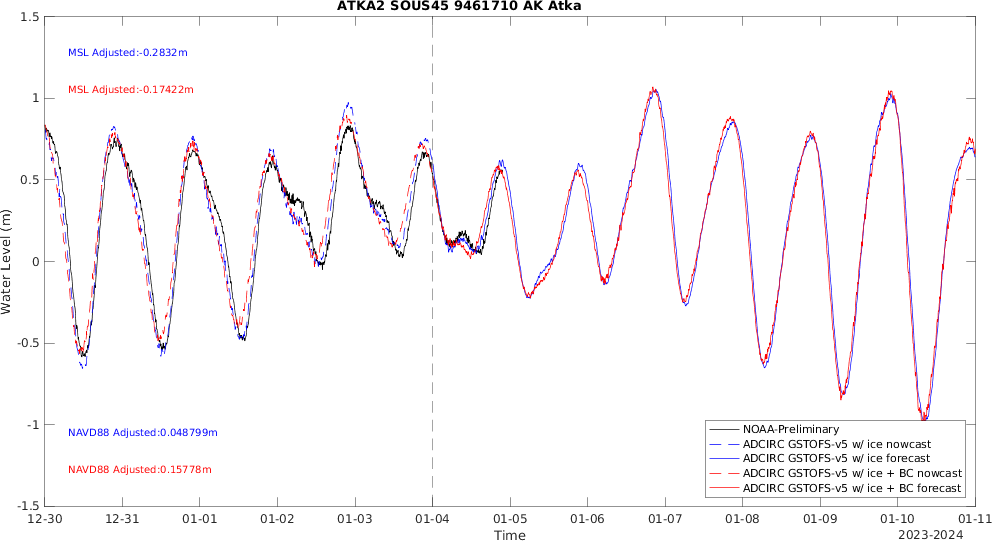 ATKA2 SOUS45 9461710 AK Atka
MSL Adjusted:-0.2832m
MSL Adjusted:-0.17422m
NAVD88 Adjusted:0.048799m
NAVD88 Adjusted:0.15778m
Water Level (m)
1.5
1
0.5
0
-0.5
-1
-1.5
NOAA-Preliminary
ADCIRC GSTOFS-v5 w/ ice nowcast
ADCIRC GSTOFS-v5 w/ ice forecast
ADCIRC GSTOFS-v5 w/ ice + BC nowcast
ADCIRC GSTOFS-v5 w/ ice + BC forecast
12-30 12-31 01-01 01-02 01-03 01-04 01-05 01-06 01-07 01-08 01-09 01-10 01-11
Time
2023-2024